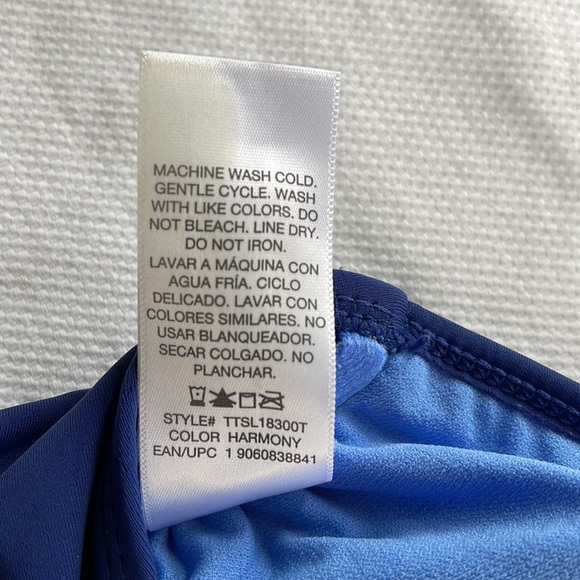 MACHINE WASH COLD.
GENTLE CYCLE. WASH
WITH LIKE COLORS. DO
NOT BLEACH. LINE DRY.
DO NOT IRON.
LAVAR A MÁQUINA CON
AGUA FRÍA. CICLO
DELICADO. LAVAR CON
COLORES SIMILARES. NO
USAR BLANQUEADOR.
SECAR COLGADO. NO
PLANCHAR.
STYLE# TTSL18300T
COLOR HARMONY
EAN/UPC 1 9060838841